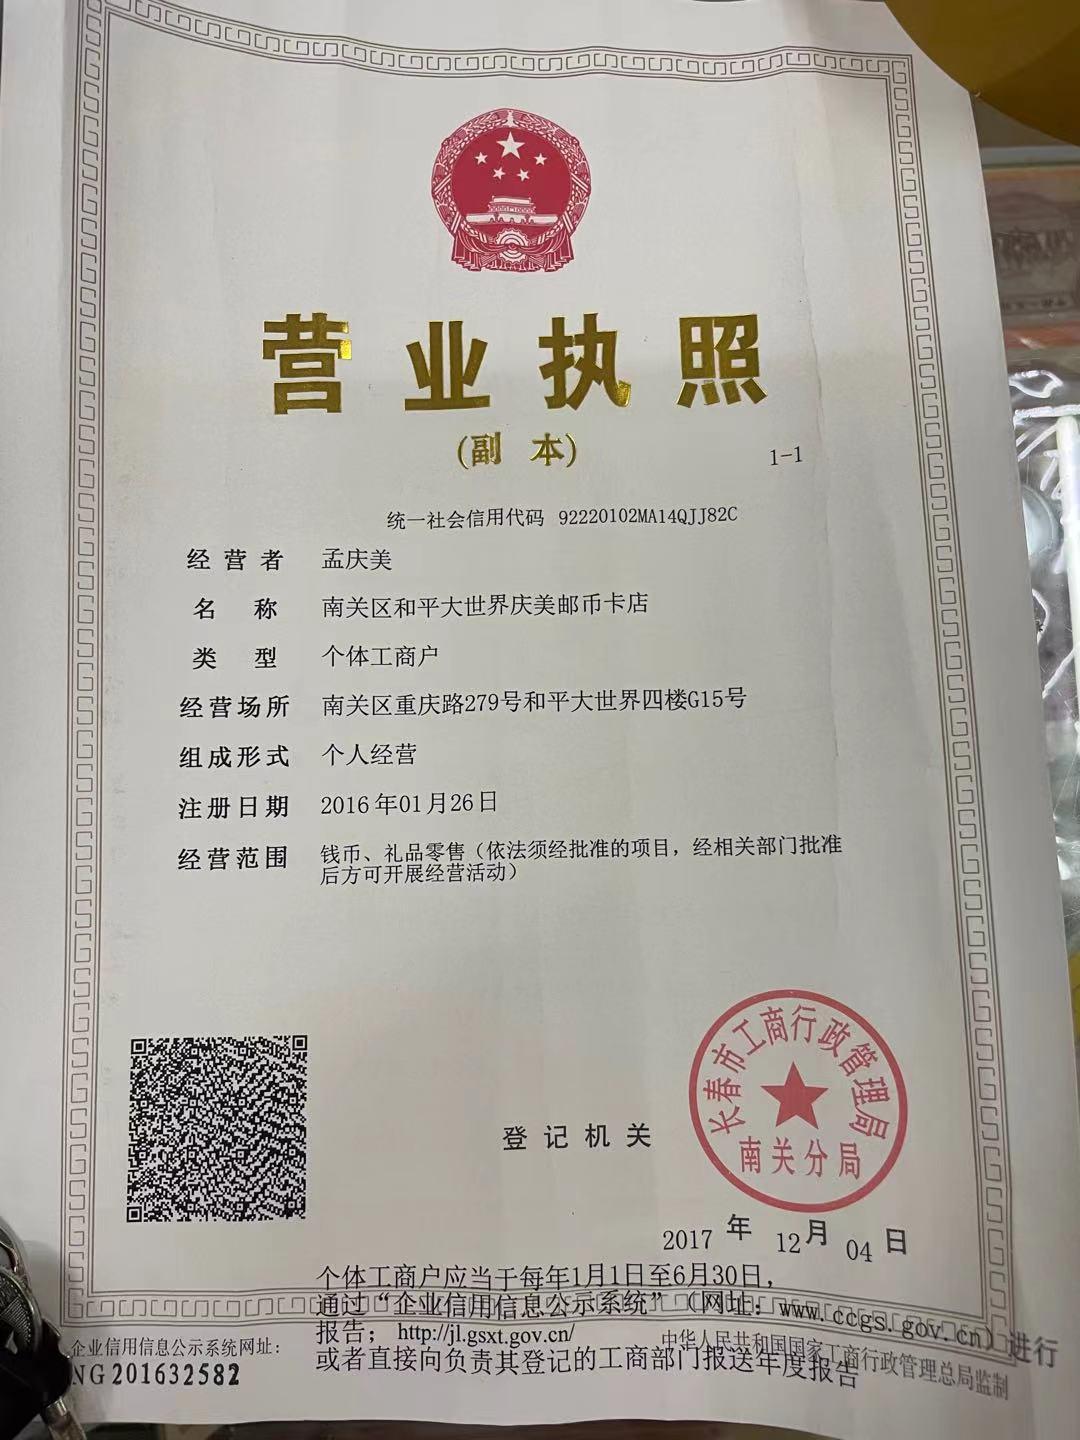 营业执照
(副 本)
1-1
统一社会信用代码 92220102MA14QJJ82C
经营者 孟庆美
名称 南关区和平大世界庆美邮币卡店
类型 个体工商户
经营场所 南关区重庆路279号和平大世界四楼G15号
组成形式 个人经营
注册日期 2016年01月26日
经营范围 钱币、礼品零售(依法须经批准的项目,经相关部门批准
后方可开展经营活动)
长春市工商行政管理局
南关分局
登记机关
2017 年 12月 04 日
个体工商户应当于每年1月1日至6月30日,
通过“企业信用信息公示系统”(网址:www.ccgs.gov.cn)进行
报告; http://jl.gsxt.gov.cn/
或者直接向负责其登记的工商部门报送年度报告
企业信用信息公示系统网址:
中华人民共和国国家工商行政管理总局监制
NG 201632582